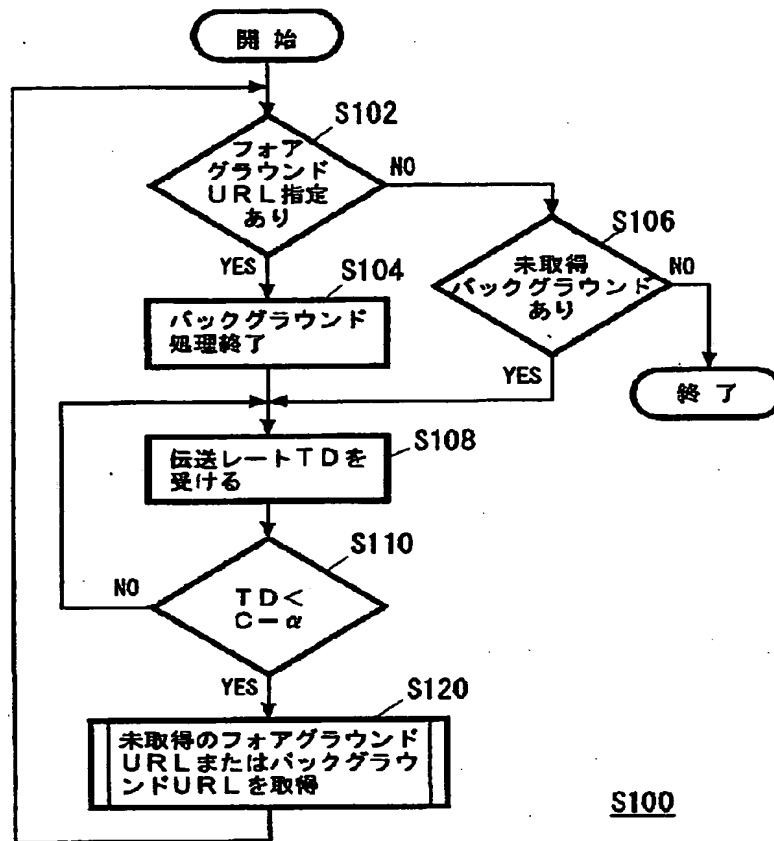 開始
S102
フォア
グラウンド
URL指定
あり
NO
YES
S106
未取得
バックグラウンド
あり
NO
YES
終了
S104
バックグラウンド
処理終了
S108
伝送レートTDを
受ける
S110
TD<
C-α
NO
YES
S120
未取得のフォアグラウンド
URLまたはバックグラウ
ンドURLを取得
S100